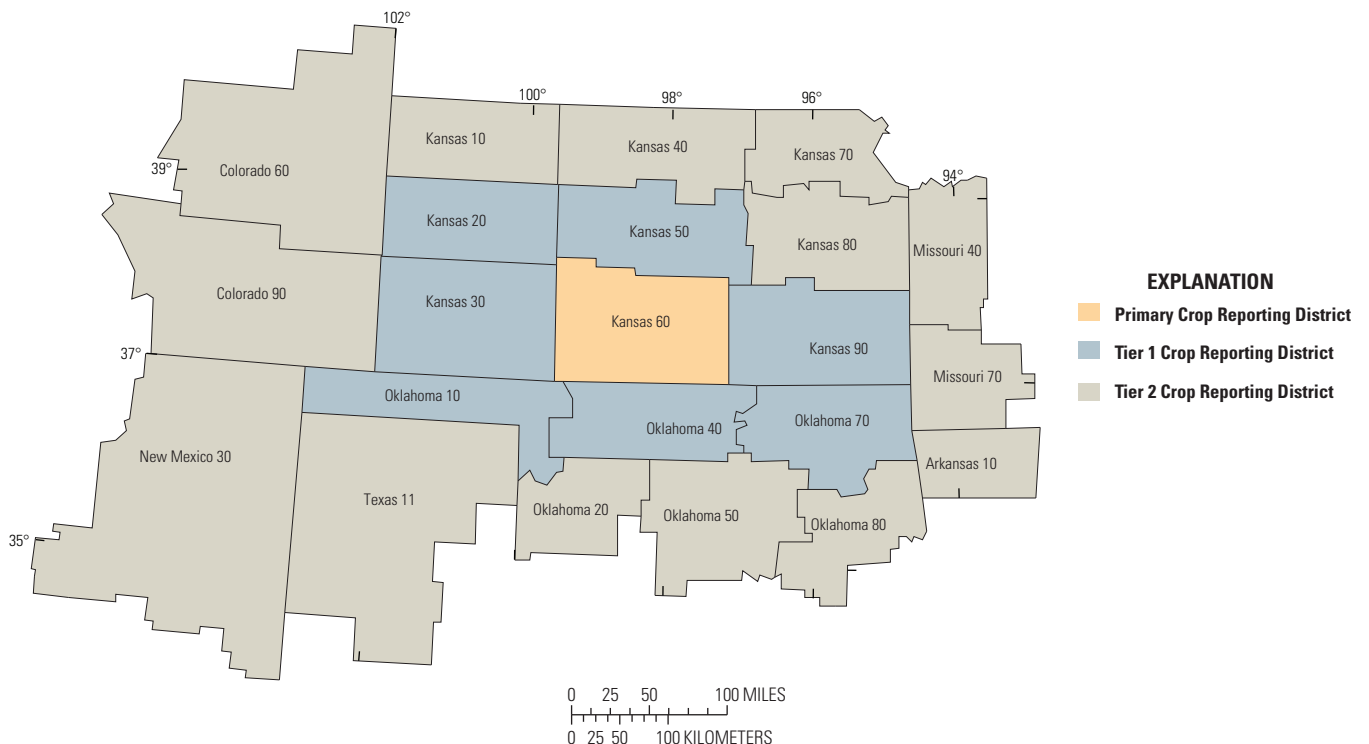 102°
100°
98°
96°
Kansas 10
Kansas 40
Kansas 70
39°
Colorado 60
94°
Kansas 20
Kansas 50
Kansas 80
Missouri 40
Colorado 90
Kansas 30
Kansas 60
Kansas 90
37°
Missouri 70
Oklahoma 10
Oklahoma 40
Oklahoma 70
New Mexico 30
Arkansas 10
Texas 11
Oklahoma 20
Oklahoma 50
Oklahoma 80
35°
EXPLANATION
Primary Crop Reporting District
Tier 1 Crop Reporting District
Tier 2 Crop Reporting District
0 25 50 100 MILES
0 25 50 100 KILOMETERS